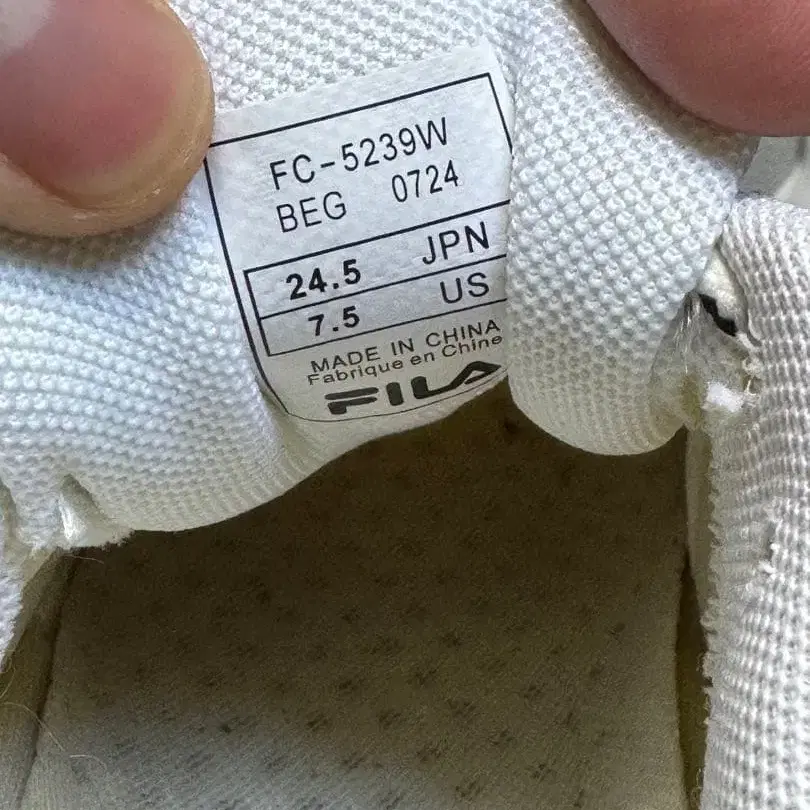 FC-5239W
BEG 0724
24.5 JPN
7.5 US
MADE IN CHINA
Fabrique en Chine
FILA